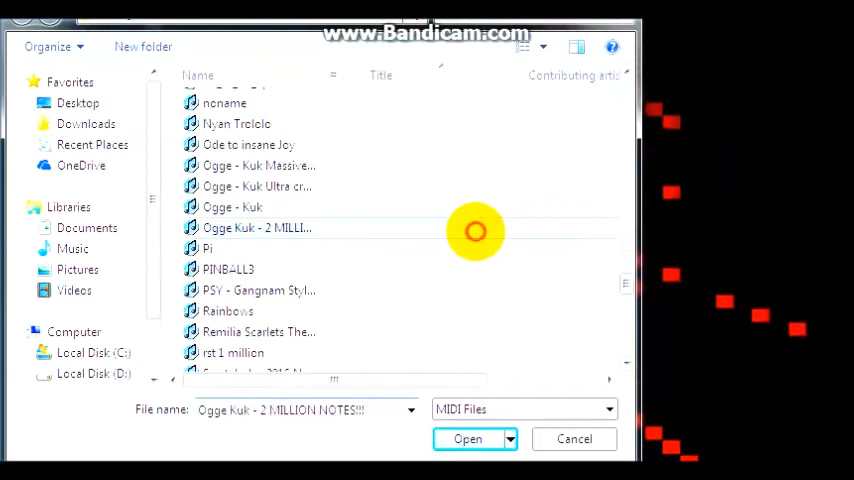 www.Bandicam.com
Organize
New folder
Name
Title
Contributing artis
Favorites
Desktop
Downloads
Recent Places
OneDrive
Libraries
Documents
Music
Pictures
Videos
Computer
Local Disk (C:)
Local Disk (D:)
noname
Nyan Trololo
Ode to insane Joy
Ogge - Kuk Massive...
Ogge - Kuk Ultra cr...
Ogge - Kuk
Ogge Kuk - 2 MILLI...
Pi
PINBALL3
PSY - Gangnam Styl...
Rainbows
Remilia Scarlets The...
rst 1 million
File name:
Ogge Kuk - 2 MILLION NOTES!!!
MIDI Files
Open
Cancel